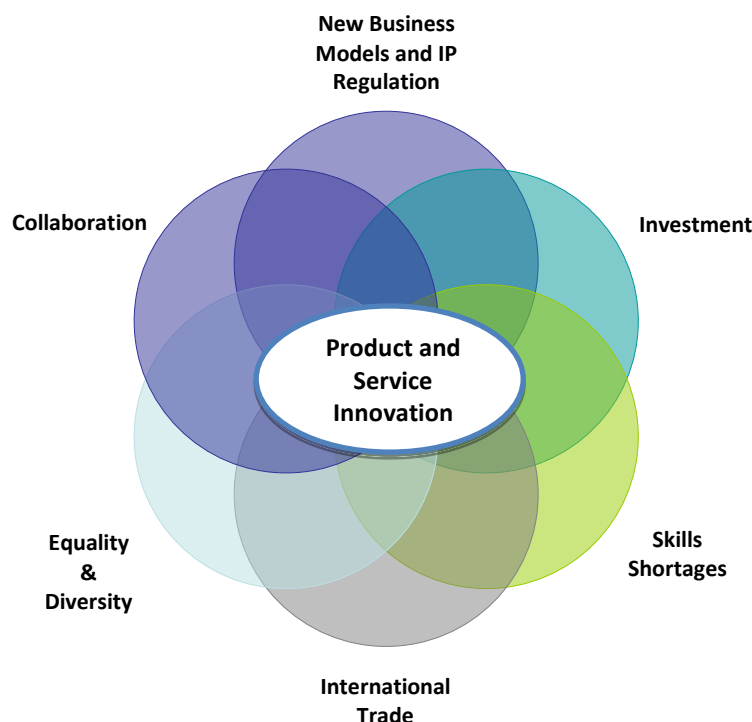 New Business
Models and IP
Regulation
Collaboration
Investment
Product and
Service
Innovation
Equality
&
Diversity
Skills
Shortages
International
Trade